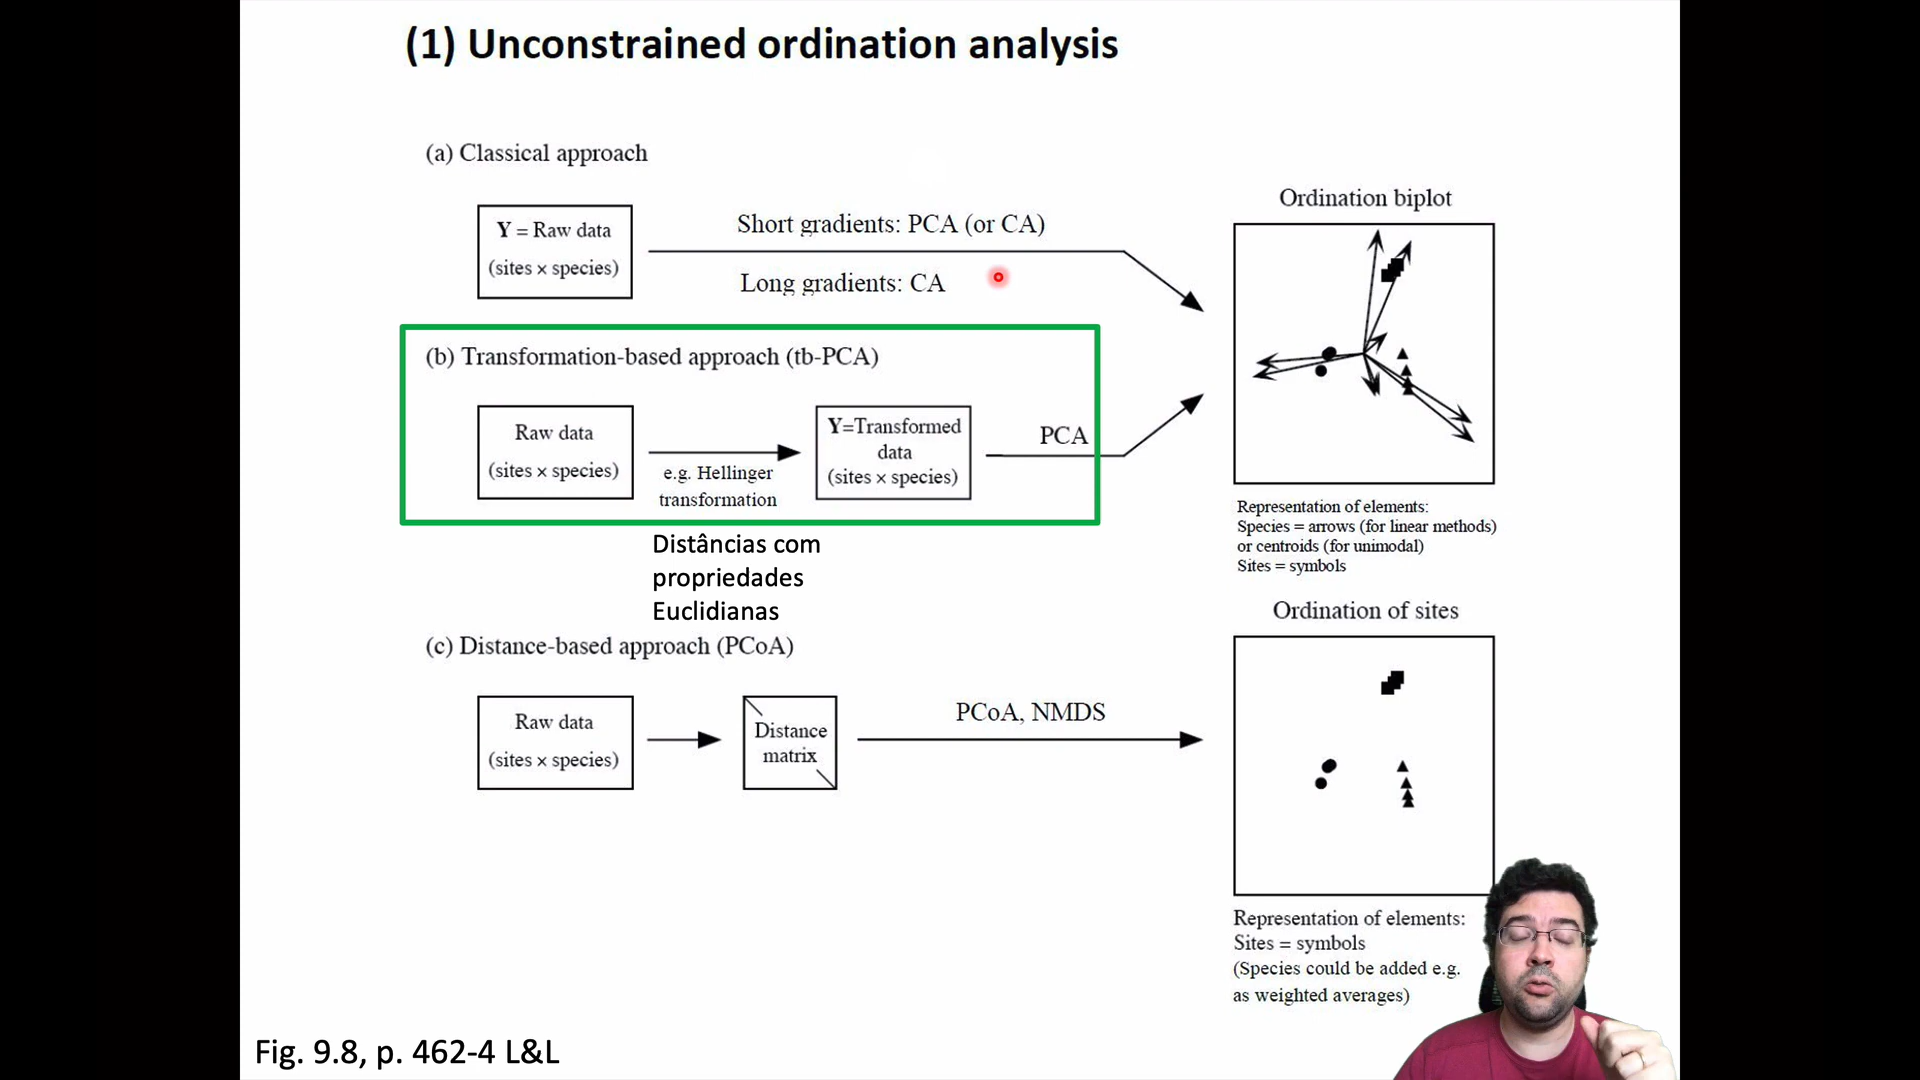 (1) Unconstrained ordination analysis
(a) Classical approach
Y = Raw data
(sites × species)
Short gradients: PCA (or CA)
Long gradients: CA
Ordination biplot
(b) Transformation-based approach (tb-PCA)
Raw data
(sites × species)
e.g. Hellinger
transformation
Y=Transformed
data
(sites × species)
PCA
Representation of elements:
Species = arrows (for linear methods)
or centroids (for unimodal)
Sites = symbols
Distâncias com
propriedades
Euclidianas
(c) Distance-based approach (PCoA)
Raw data
(sites × species)
Distance
matrix
PCoA, NMDS
Ordination of sites
Representation of elements:
Sites = symbols
(Species could be added e.g.
as weighted averages)
Fig. 9.8, p. 462-4 L&L